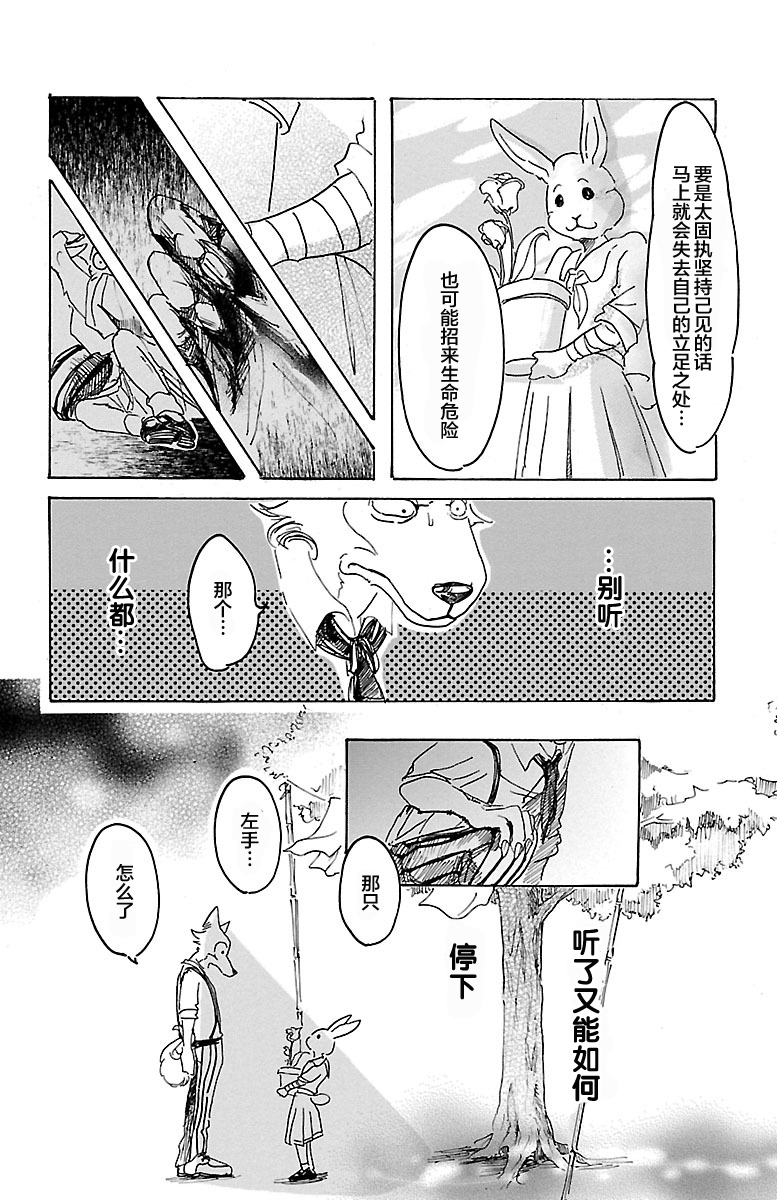 要是太固执坚持己见的话
马上就会失去自己的立足之处…
也可能招来生命危险
…别听
那个…
什么都…
听了又能如何
停下
那只
左手…
怎么了